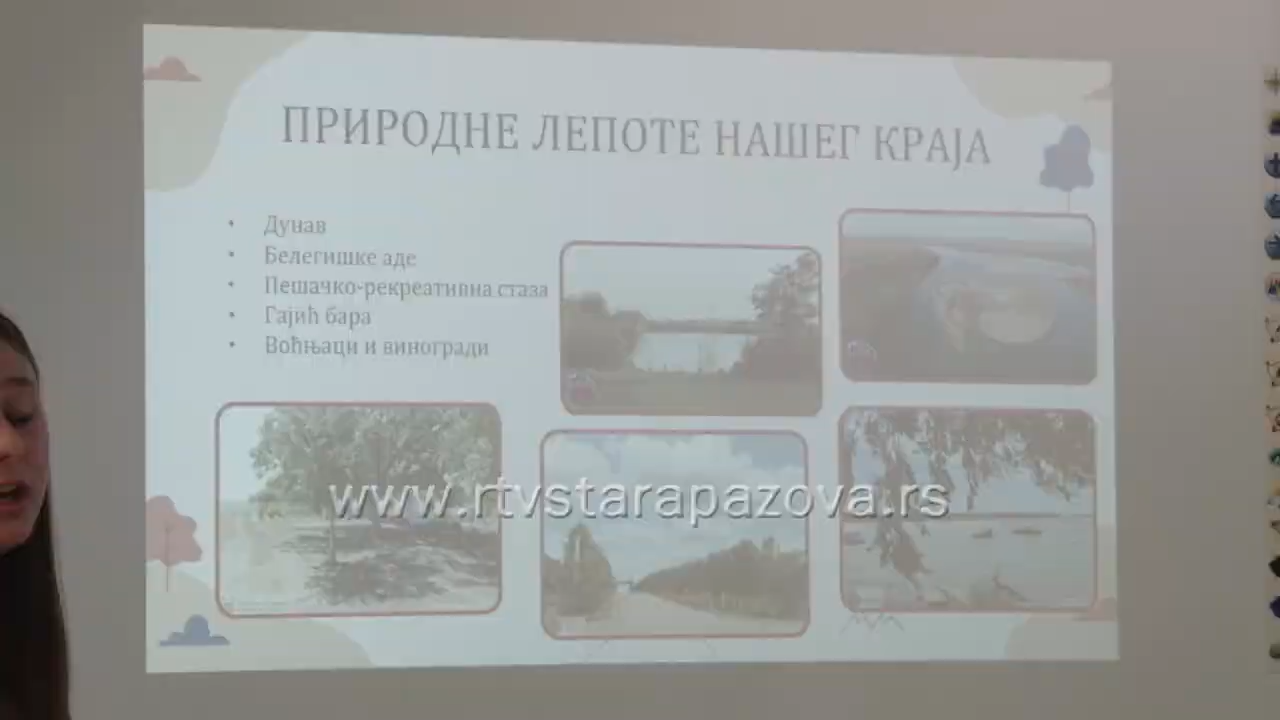 ПРИРОДНЕ ЛЕПОТЕ НАШЕГ КРАЈА
• Дунав
• Белегишке аде
• Пешачко-рекреативна стаза
• Гајић бара
• Воћњаци и виногради
www.rtvstarapazova.rs